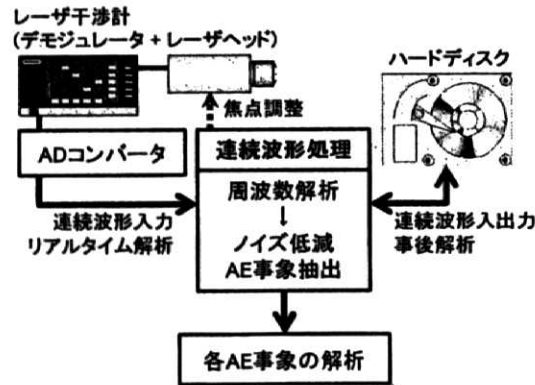 レーザ干渉計
(デモジュレータ + レーザヘッド)
ハードディスク
焦点調整
ADコンバータ
連続波形処理
周波数解析
↓
ノイズ低減
AE事象抽出
連続波形入力
リアルタイム解析
連続波形入出力
事後解析
各AE事象の解析